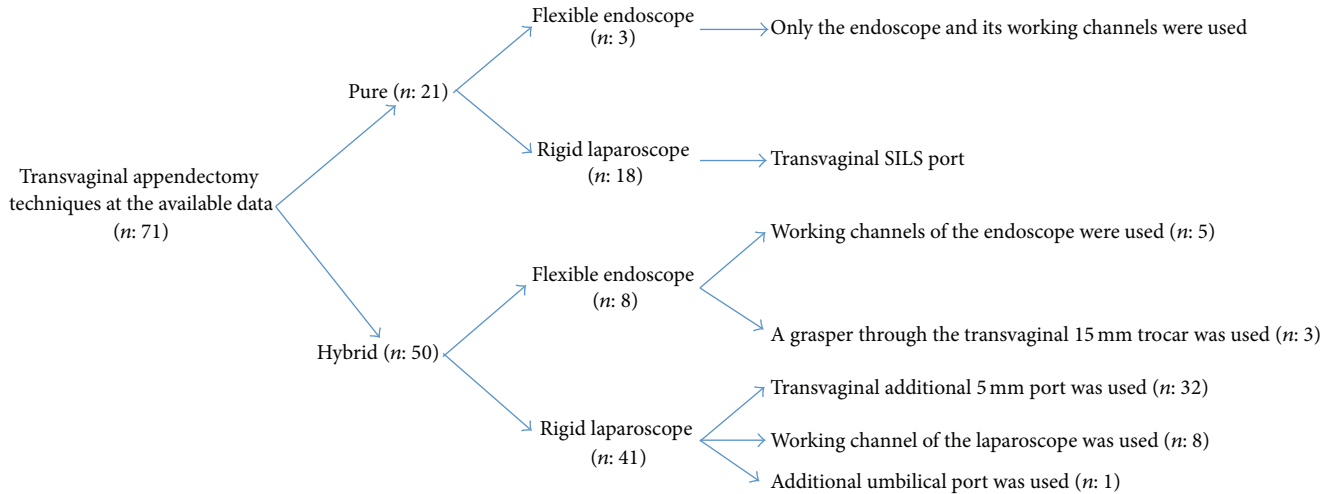 Transvaginal appendectomy
techniques at the available data
(n: 71)
Pure (n: 21)
Flexible endoscope
(n: 3)
Only the endoscope and its working channels were used
Rigid laparoscope
(n: 18)
Transvaginal SILS port
Hybrid (n: 50)
Flexible endoscope
(n: 8)
Working channels of the endoscope were used (n: 5)
A grasper through the transvaginal 15 mm trocar was used (n: 3)
Rigid laparoscope
(n: 41)
Transvaginal additional 5 mm port was used (n: 32)
Working channel of the laparoscope was used (n: 8)
Additional umbilical port was used (n: 1)